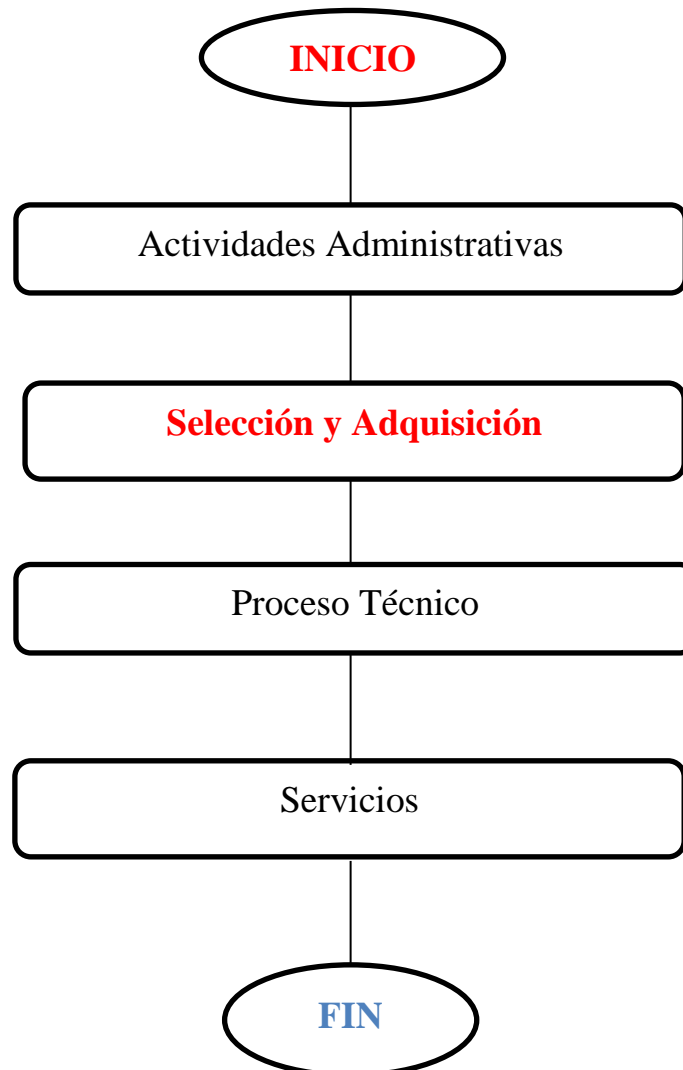 INICIO
Actividades Administrativas
Selección y Adquisición
Proceso Técnico
Servicios
FIN